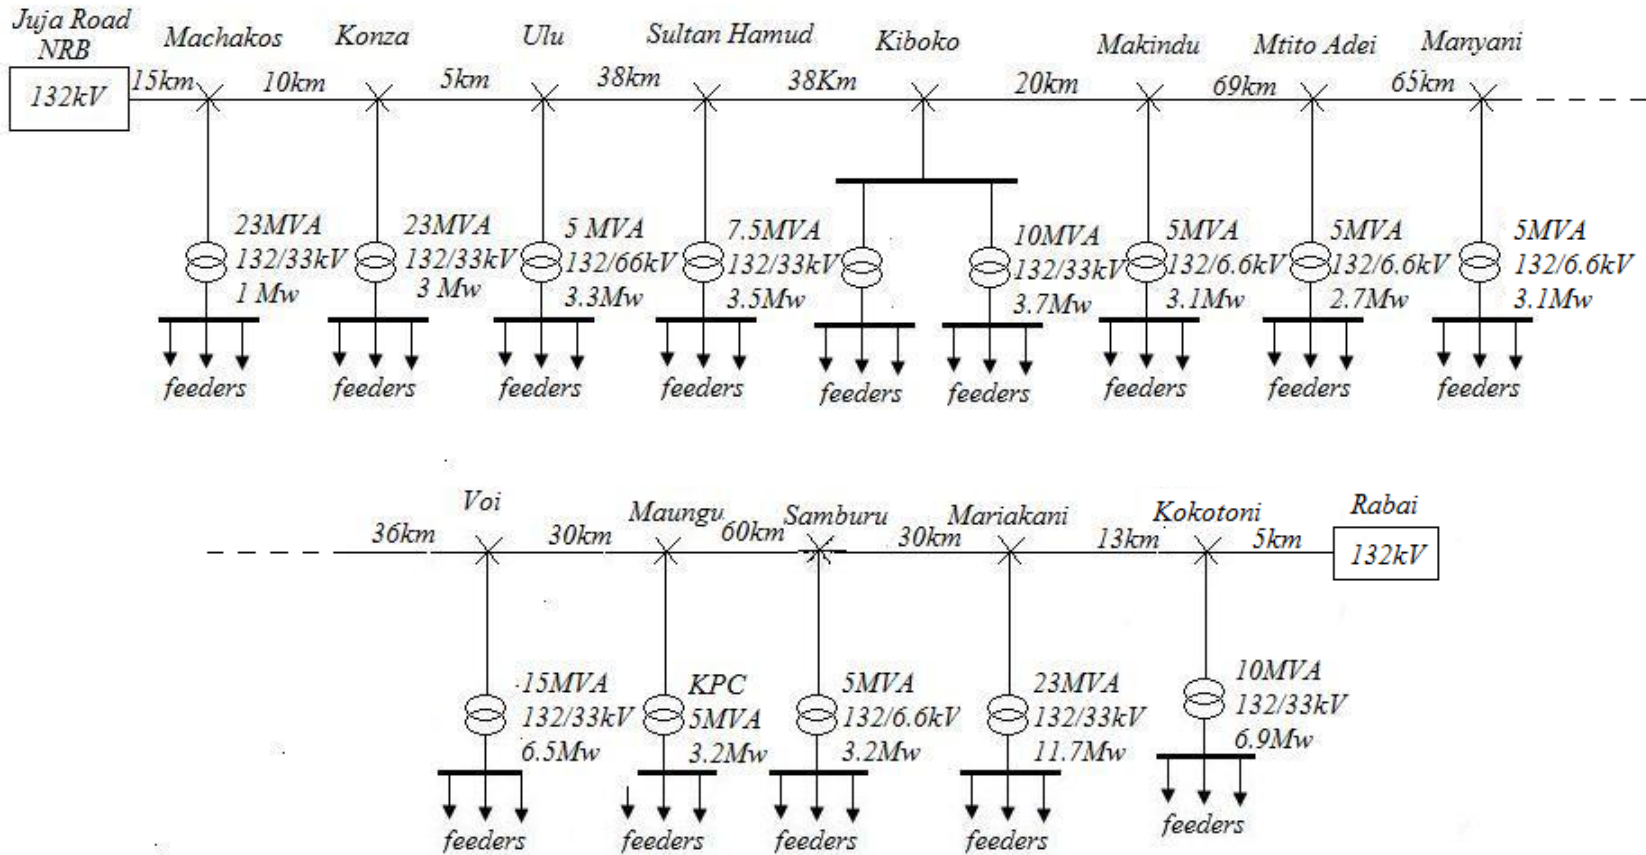 Juja Road
NRB
132kV
15km
Machakos
10km
Konza
5km
Ulu
38km
Sultan Hamud
38Km
Kiboko
20km
Makindu
69km
Mtito Adei
65km
Manyani
23MVA
132/33kV
1 Mw
feeders
23MVA
132/33kV
3 Mw
feeders
5 MVA
132/66kV
3.3Mw
feeders
7.5MVA
132/33kV
3.5Mw
feeders
feeders
10MVA
132/33kV
3.7Mw
feeders
5MVA
132/6.6kV
3.1Mw
feeders
5MVA
132/6.6kV
2.7Mw
feeders
5MVA
132/6.6kV
3.1Mw
feeders
36km
Voi
30km
Maungu
60km
Samburu
30km
Mariakani
13km
Kokotoni
5km
Rabai
132kV
15MVA
132/33kV
6.5Mw
feeders
KPC
5MVA
3.2Mw
feeders
5MVA
132/6.6kV
3.2Mw
feeders
23MVA
132/33kV
11.7Mw
feeders
10MVA
132/33kV
6.9Mw
feeders